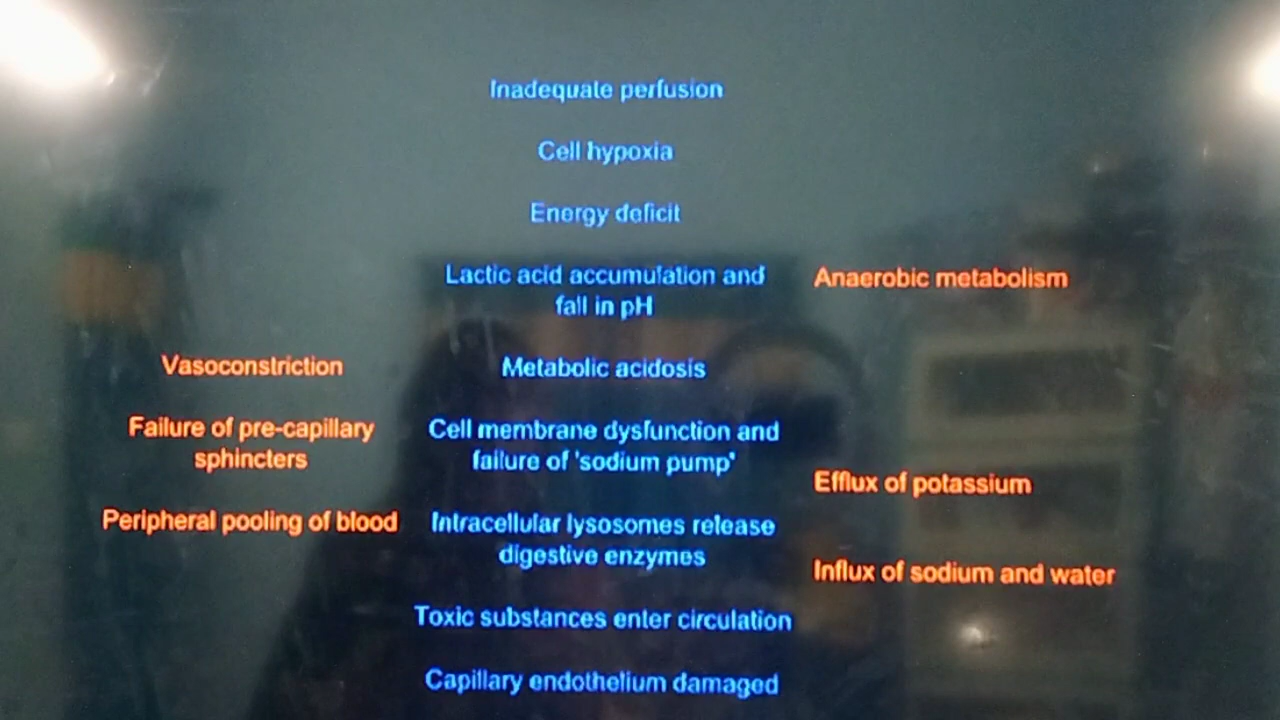 Inadequate perfusion
Cell hypoxia
Energy deficit
Lactic acid accumulation and
fall in pH
Anaerobic metabolism
Vasoconstriction
Metabolic acidosis
Failure of pre-capillary
sphincters
Cell membrane dysfunction and
failure of 'sodium pump'
Efflux of potassium
Peripheral pooling of blood
Intracellular lysosomes release
digestive enzymes
Influx of sodium and water
Toxic substances enter circulation
Capillary endothelium damaged